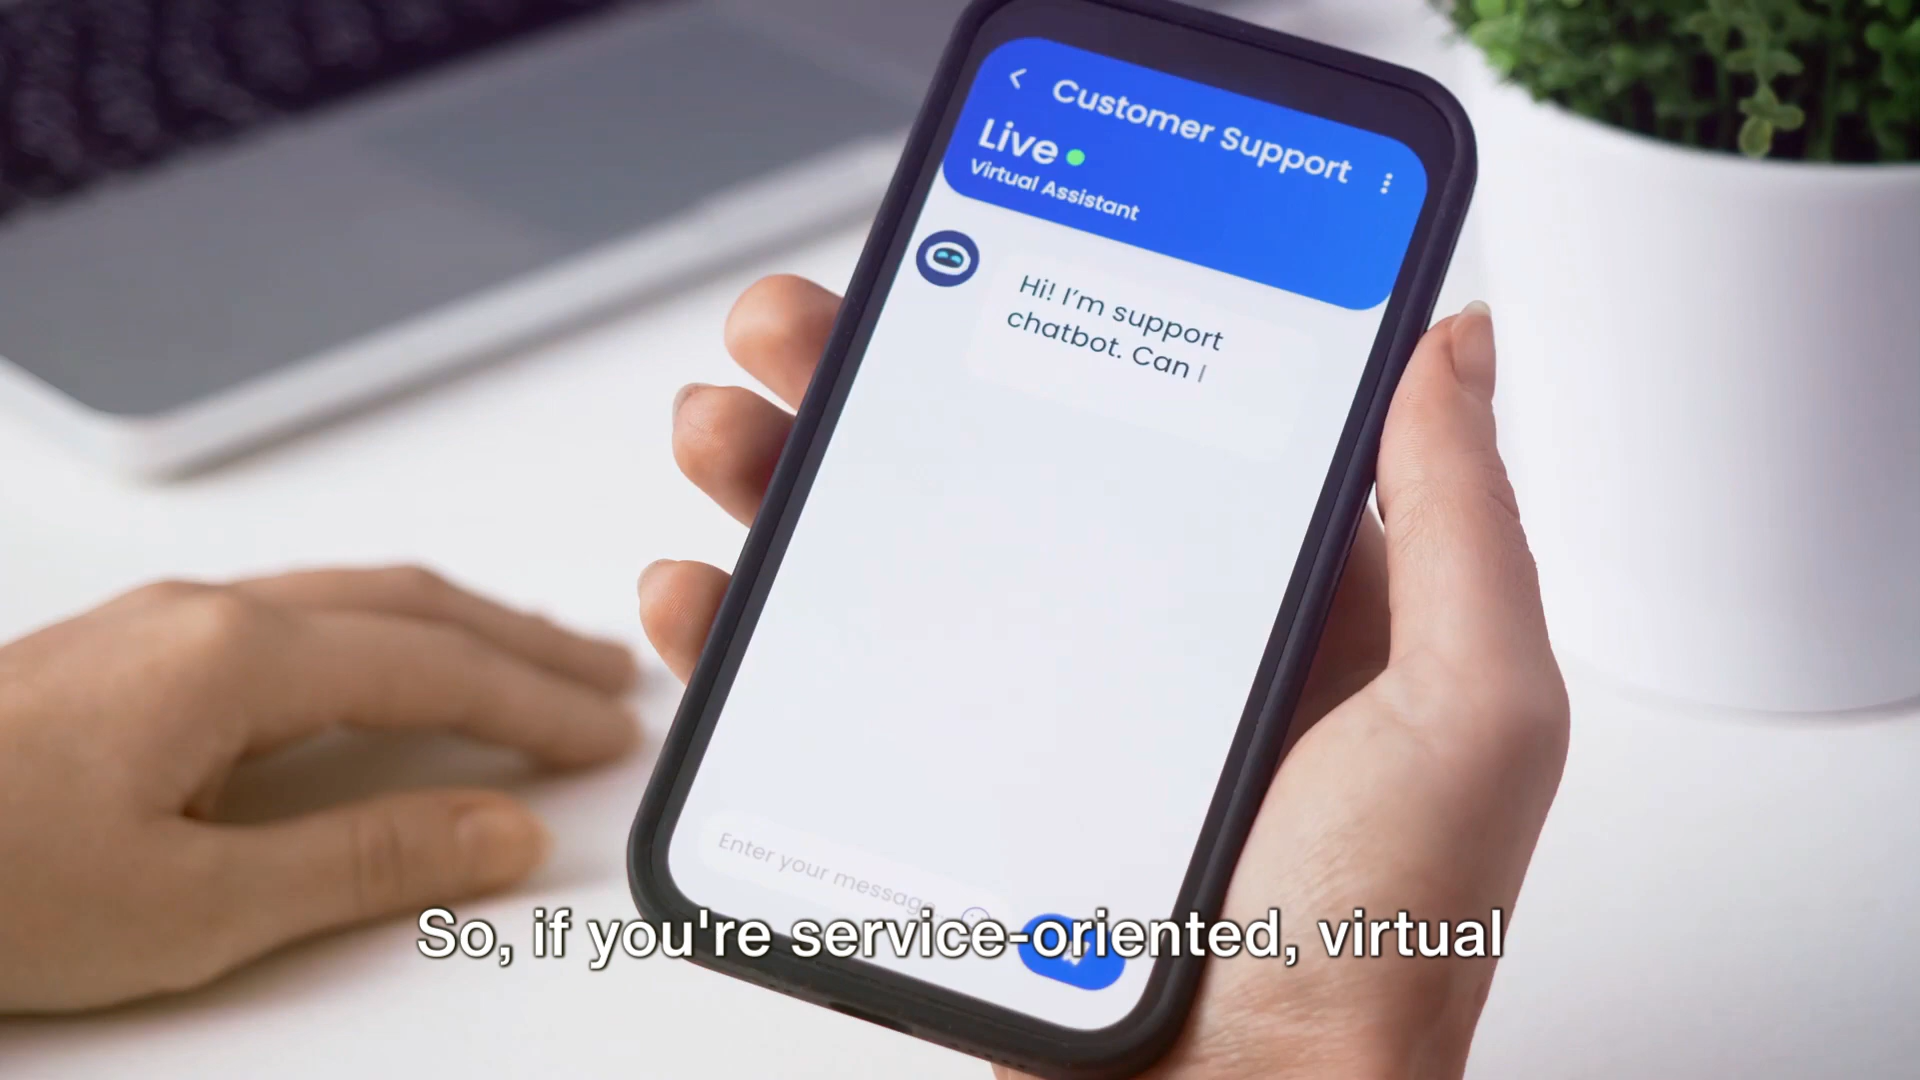 Customer Support
Live
Virtual Assistant
Hi! I'm support
chatbot. Can I
Enter your message...
So, if you're service-oriented, virtual